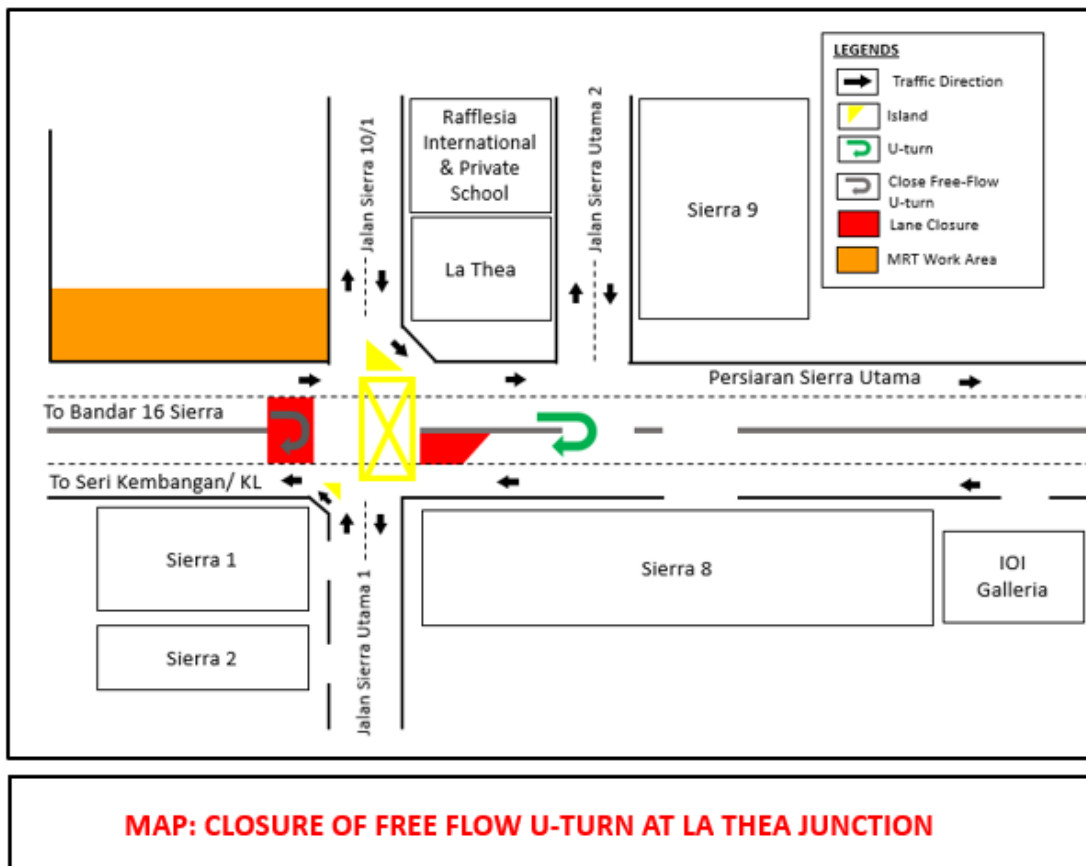 LEGENDS
Traffic Direction
Island
U-turn
Close Free-Flow
U-turn
Lane Closure
MRT Work Area
Jalan Sierra 10/1
Rafflesia
International
& Private
School
La Thea
Jalan Sierra Utama 2
Sierra 9
Persiaran Sierra Utama
To Bandar 16 Sierra
To Seri Kembangan/ KL
Sierra 1
Sierra 2
Jalan Sierra Utama 1
Sierra 8
IOI
Galleria
MAP: CLOSURE OF FREE FLOW U-TURN AT LA THEA JUNCTION